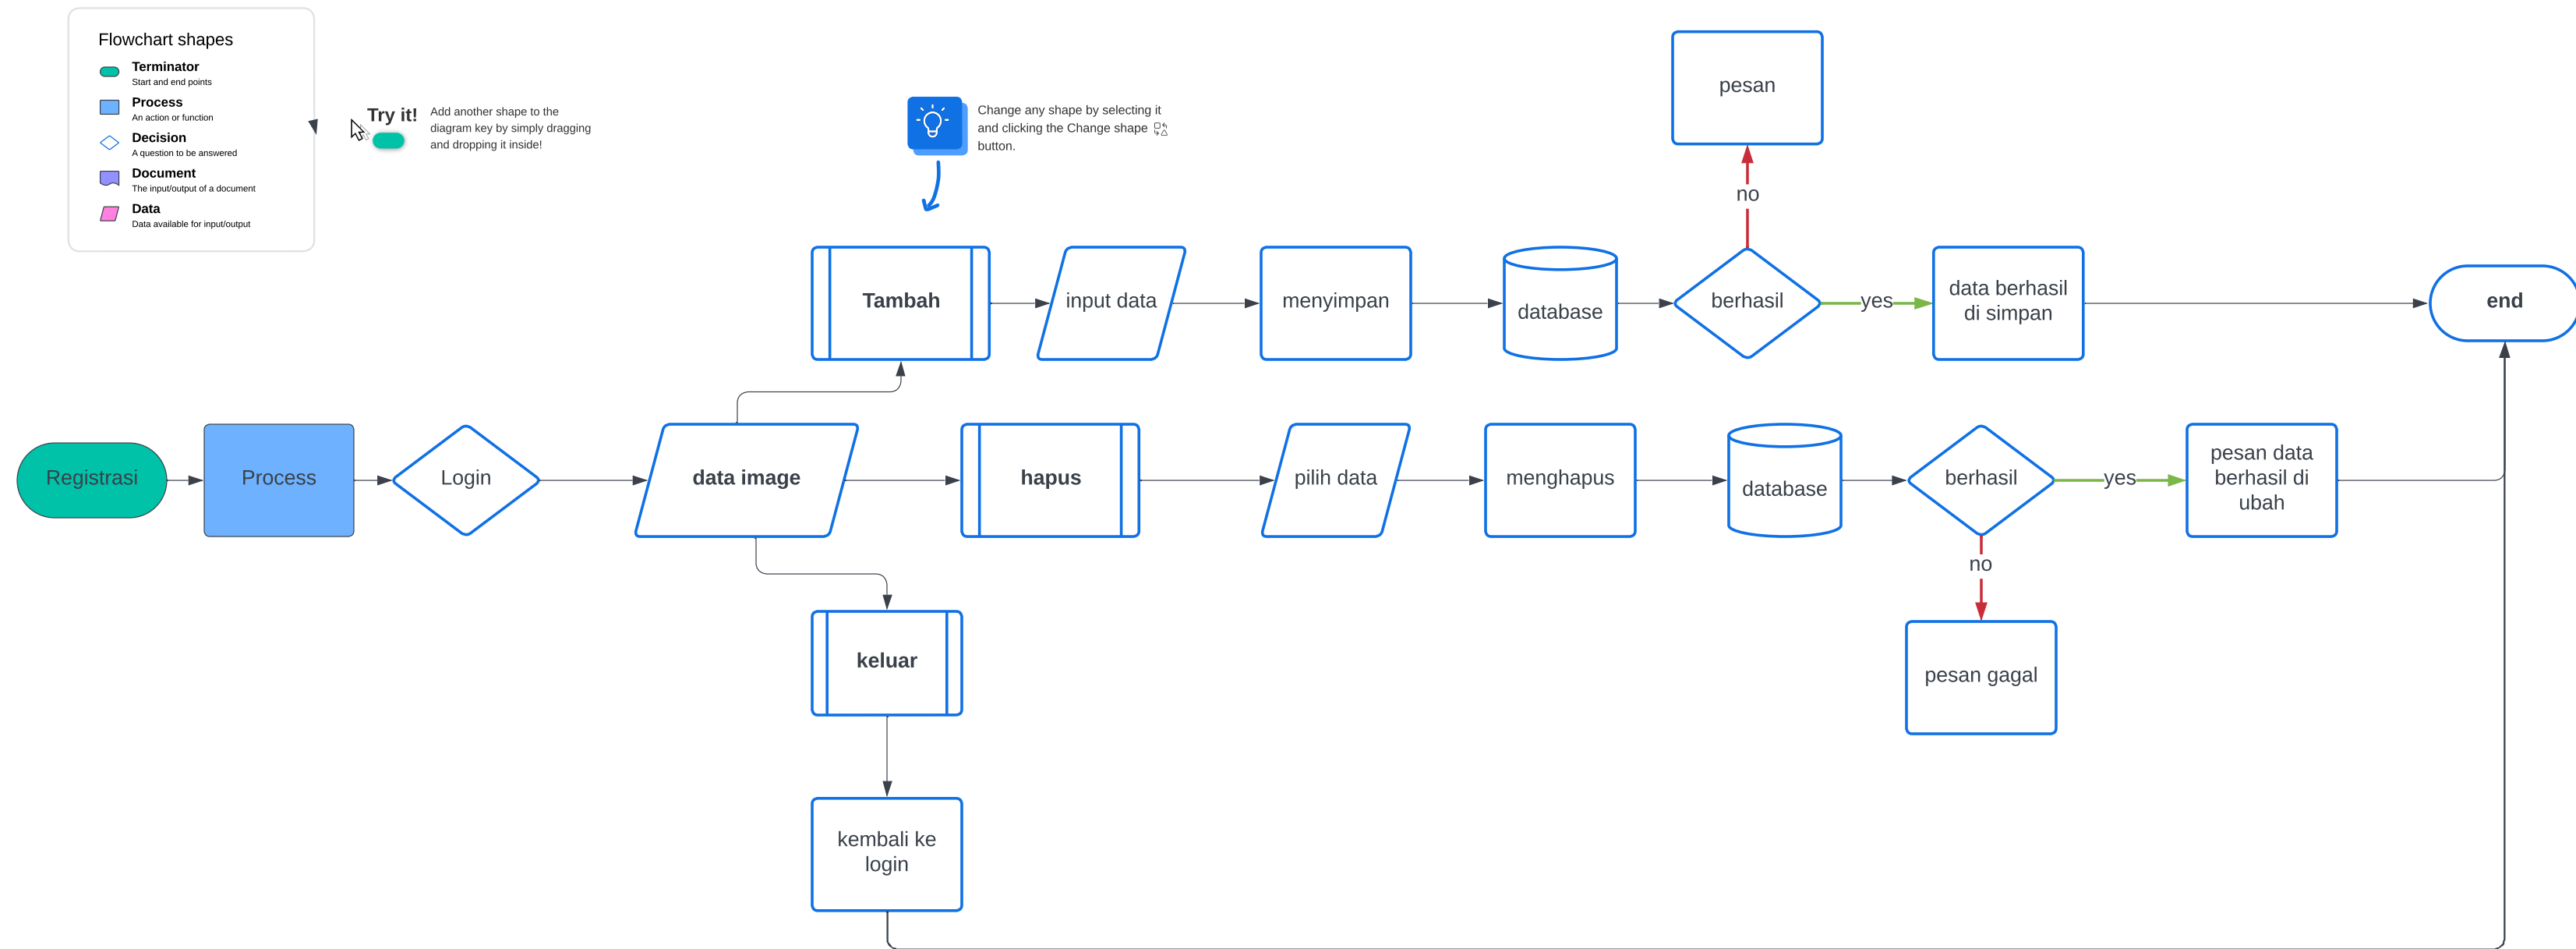 Flowchart shapes
Terminator
Start and end points
Process
An action or function
Decision
A question to be answered
Document
The input/output of a document
Data
Data available for input/output
Try it!
Add another shape to the
diagram key by simply dragging
and dropping it inside!
Change any shape by selecting it
and clicking the Change shape
button.
pesan
no
Tambah
input data
menyimpan
database
berhasil
yes
data berhasil
di simpan
end
Registrasi
Process
Login
data image
hapus
pilih data
menghapus
database
berhasil
yes
pesan data
berhasil di
ubah
no
pesan gagal
keluar
kembali ke
login